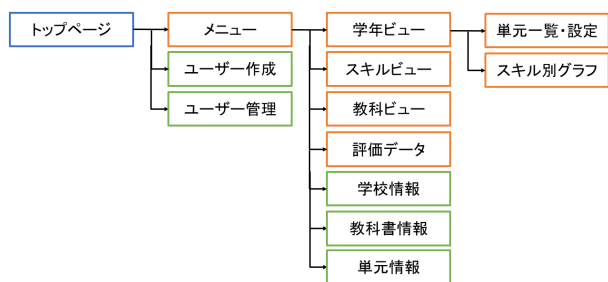 トップページ
メニュー
学年ビュー
単元一覧・設定
ユーザー作成
スキルビュー
スキル別グラフ
ユーザー管理
教科ビュー
評価データ
学校情報
教科書情報
単元情報